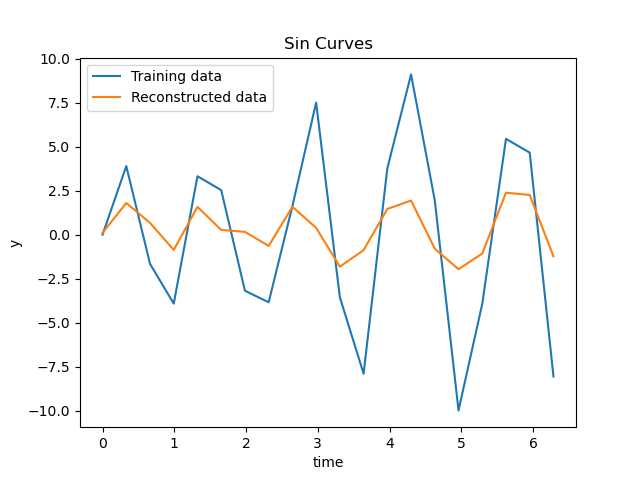 Sin Curves
Training data
Reconstructed data
10.0
7.5
5.0
2.5
0.0
−2.5
−5.0
−7.5
−10.0
y
0 1 2 3 4 5 6
time